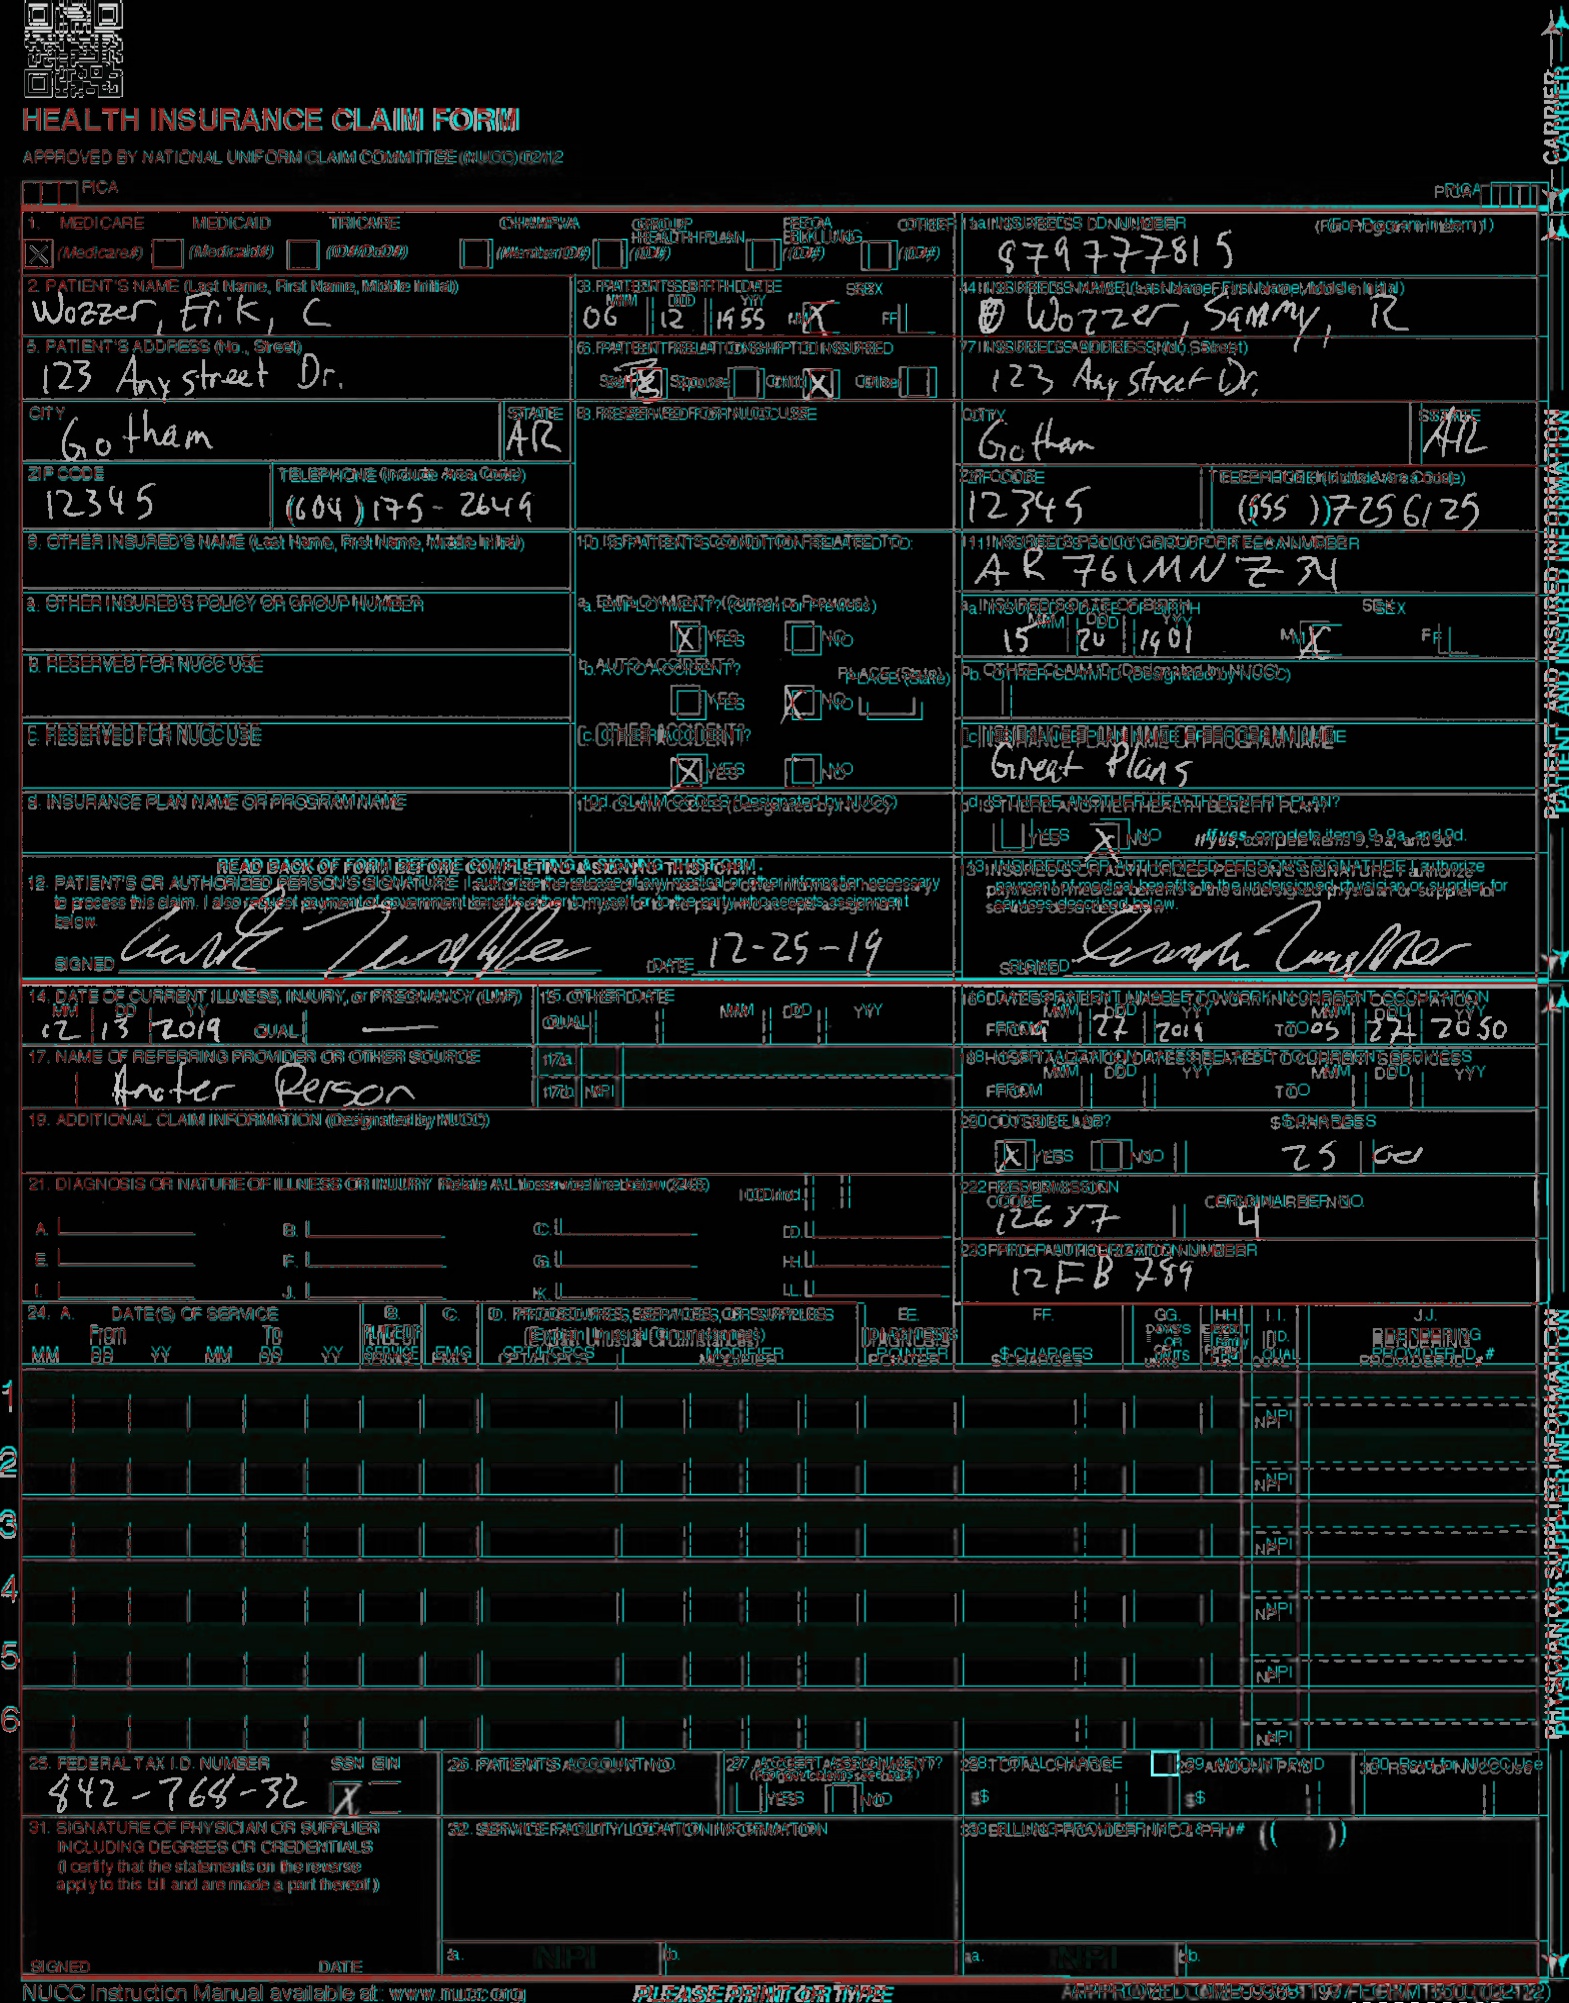 HEALTH INSURANCE CLAIM FORM
APPROVED BY NATIONAL UNIFORM CLAIM COMMITTEE (NUCC) 02/12
PICA
PICA
CARRIER
1. MEDICARE MEDICAID TRICARE CHAMPVA GROUP HEALTH PLAN FECA BLK LUNG OTHER
X (Medicare#) (Medicaid#) (ID#/DoD#) (Member ID#) (ID#) (ID#) (ID#)
1a. INSURED'S I.D. NUMBER (For Program in Item 1)
879777815
2. PATIENT'S NAME (Last Name, First Name, Middle Initial)
Wozzer, Erik, C
3. PATIENT'S BIRTH DATE SEX
MM DD YY
06 12 1955 M X F
4. INSURED'S NAME (Last Name, First Name, Middle Initial)
Wozzer, Sammy, R
5. PATIENT'S ADDRESS (No., Street)
123 Any street Dr.
6. PATIENT RELATIONSHIP TO INSURED
Self Spouse Child X Other
7. INSURED'S ADDRESS (No., Street)
123 Any street Dr.
CITY STATE
Gotham AR
8. RESERVED FOR NUCC USE
CITY STATE
Gotham AR
ZIP CODE TELEPHONE (Include Area Code)
12345 (604) 175-2649
ZIP CODE TELEPHONE (Include Area Code)
12345 (555) 7256125
9. OTHER INSURED'S NAME (Last Name, First Name, Middle Initial)
10. IS PATIENT'S CONDITION RELATED TO:
11. INSURED'S POLICY GROUP OR FECA NUMBER
AR 761MNZ34
a. OTHER INSURED'S POLICY OR GROUP NUMBER
a. EMPLOYMENT? (Current or Previous)
X YES NO
a. INSURED'S DATE OF BIRTH SEX
MM DD YY
15 20 1901 M X F
b. RESERVED FOR NUCC USE
b. AUTO ACCIDENT? PLACE (State)
YES X NO
b. OTHER CLAIM ID (Designated by NUCC)
c. RESERVED FOR NUCC USE
c. OTHER ACCIDENT?
X YES NO
c. INSURANCE PLAN NAME OR PROGRAM NAME
Great Plans
d. INSURANCE PLAN NAME OR PROGRAM NAME
10d. CLAIM CODES (Designated by NUCC)
d. IS THERE ANOTHER HEALTH BENEFIT PLAN?
YES X NO If yes, complete items 9, 9a, and 9d.
READ BACK OF FORM BEFORE COMPLETING & SIGNING THIS FORM.
12. PATIENT'S OR AUTHORIZED PERSON'S SIGNATURE I authorize the release of any medical or other information necessary
to process this claim. I also request payment of government benefits either to myself or to the party who accepts assignment
below.
SIGNED DATE 12-25-19
13. INSURED'S OR AUTHORIZED PERSON'S SIGNATURE I authorize
payment of medical benefits to the undersigned physician or supplier for
services described below.
SIGNED
PATIENT AND INSURED INFORMATION
14. DATE OF CURRENT ILLNESS, INJURY, or PREGNANCY (LMP)
MM DD YY
12 13 2019 QUAL.
15. OTHER DATE
QUAL. MM DD YY
16. DATES PATIENT UNABLE TO WORK IN CURRENT OCCUPATION
MM DD YY MM DD YY
FROM 9 27 2019 TO 05 27 2050
17. NAME OF REFERRING PROVIDER OR OTHER SOURCE
Anoter Person
17a.
17b. NPI
18. HOSPITALIZATION DATES RELATED TO CURRENT SERVICES
MM DD YY MM DD YY
FROM TO
19. ADDITIONAL CLAIM INFORMATION (Designated by NUCC)
20. OUTSIDE LAB? $ CHARGES
X YES NO 25
21. DIAGNOSIS OR NATURE OF ILLNESS OR INJURY Relate A-L to service line below (24E) ICD Ind.
A. B. C. D.
E. F. G. H.
I. J. K. L.
22. RESUBMISSION CODE ORIGINAL REF. NO.
12687 4
23. PRIOR AUTHORIZATION NUMBER
12FB789
24. A. DATE(S) OF SERVICE B. C. D. PROCEDURES, SERVICES, OR SUPPLIES E. F. G. H. I. J.
From To PLACE OF (Explain Unusual Circumstances) DIAGNOSIS DAYS OR EPSDT ID. RENDERING
MM DD YY MM DD YY SERVICE EMG CPT/HCPCS MODIFIER POINTER $ CHARGES UNITS QUAL. PROVIDER ID. #
1 NPI
2 NPI
3 NPI
4 NPI
5 NPI
6 NPI
PHYSICIAN OR SUPPLIER INFORMATION
25. FEDERAL TAX I.D. NUMBER SSN EIN
842-768-32 X
26. PATIENT'S ACCOUNT NO.
27. ACCEPT ASSIGNMENT?
(For govt. claims, see back)
YES NO
28. TOTAL CHARGE
$
29. AMOUNT PAID
$
30. Rsvd for NUCC Use
31. SIGNATURE OF PHYSICIAN OR SUPPLIER
INCLUDING DEGREES OR CREDENTIALS
(I certify that the statements on the reverse
apply to this bill and are made a part thereof.)
SIGNED DATE
32. SERVICE FACILITY LOCATION INFORMATION
a. NPI b.
33. BILLING PROVIDER INFO & PH # ( )
a. NPI b.
NUCC Instruction Manual available at: www.nucc.org
PLEASE PRINT OR TYPE